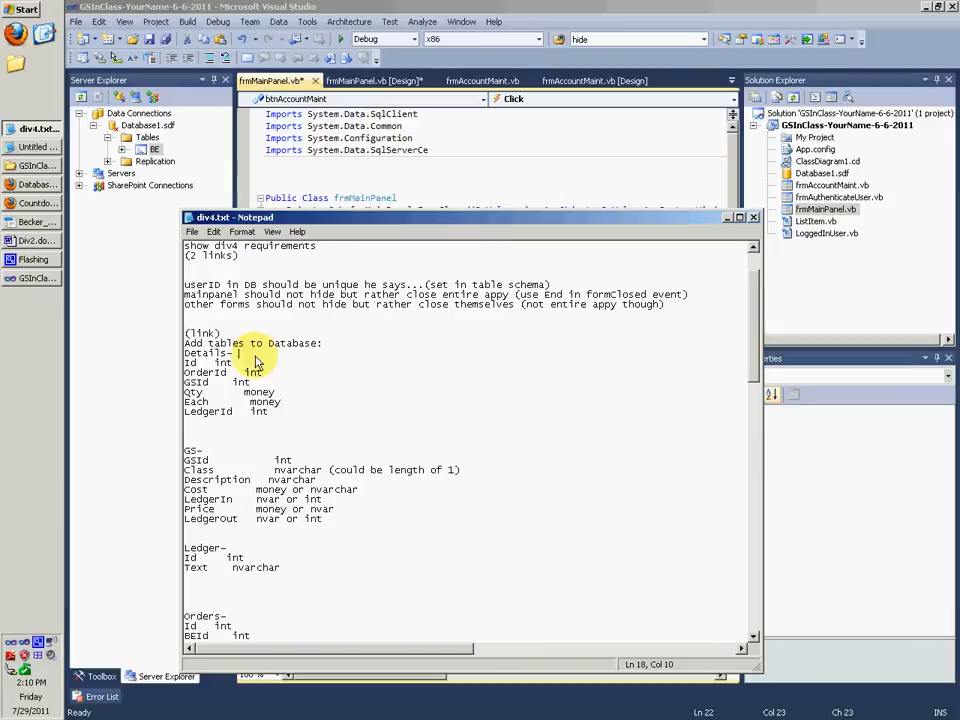 Start
GSInClass-YourName-6-6-2011 - Microsoft Visual Studio
File Edit View Project Build Debug Team Data Tools Architecture Test Analyze Window Help
Debug x86 hide
Server Explorer
Data Connections
Database1.sdf
Tables
BE
Replication
Servers
SharePoint Connections
frmMainPanel.vb* frmMainPanel.vb [Design]* frmAccountMaint.vb frmAccountMaint.vb [Design]
btnAccountMaint Click
Imports System.Data.SqlClient
Imports System.Data.Common
Imports System.Configuration
Imports System.Data.SqlServerCe
Public Class frmMainPanel
Solution Explorer
Solution 'GSInClass-YourName-6-6-2011' (1 project)
GSInClass-YourName-6-6-2011
My Project
App.config
ClassDiagram1.cd
Database1.sdf
frmAccountMaint.vb
frmAuthenticateUser.vb
frmMainPanel.vb
ListItem.vb
LoggedInUser.vb
div4.txt...
Untitled ...
GSInCla...
Databas...
Countdo...
Becker_...
Div2.do...
Flashing
GSInCla...
div4.txt - Notepad
File Edit Format View Help
show div4 requirements
(2 links)
userID in DB should be unique he says...(set in table schema)
mainpanel should not hide but rather close entire appy (use End in formClosed event)
other forms should not hide but rather close themselves (not entire appy though)
(link)
Add tables to Database:
Details-
Id int
OrderId int
GSId int
Qty money
Each money
LedgerId int
GS-
GSId int
Class nvarchar (could be length of 1)
Description nvarchar
Cost money or nvarchar
LedgerIn nvar or int
Price money or nvar
LedgerOut nvar or int
Ledger-
Id int
Text nvarchar
Orders-
Id int
BEId int
Ln 18, Col 10
erties
Toolbox Server Explorer
100 %
Error List
Ready Ln 22 Col 23 Ch 23 INS
2:10 PM
Friday
7/29/2011